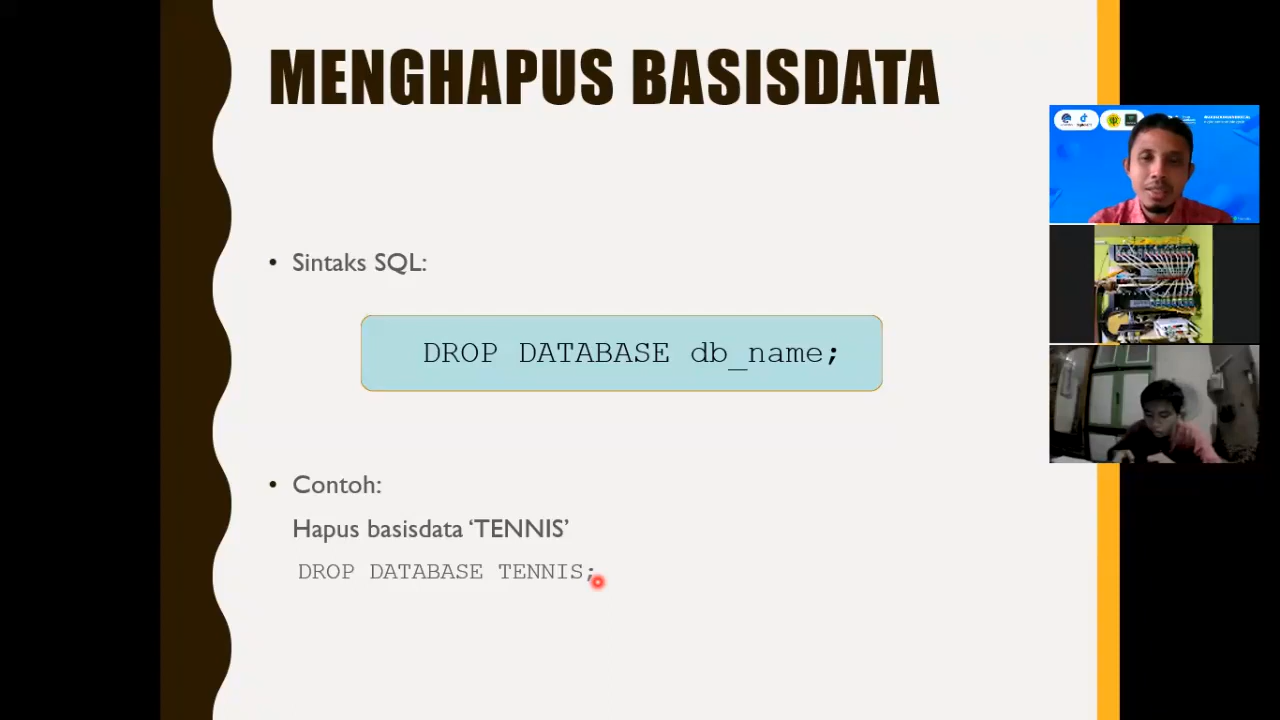 MENGHAPUS BASISDATA
• Sintaks SQL:
DROP DATABASE db_name;
• Contoh:
Hapus basisdata ‘TENNIS’
DROP DATABASE TENNIS;